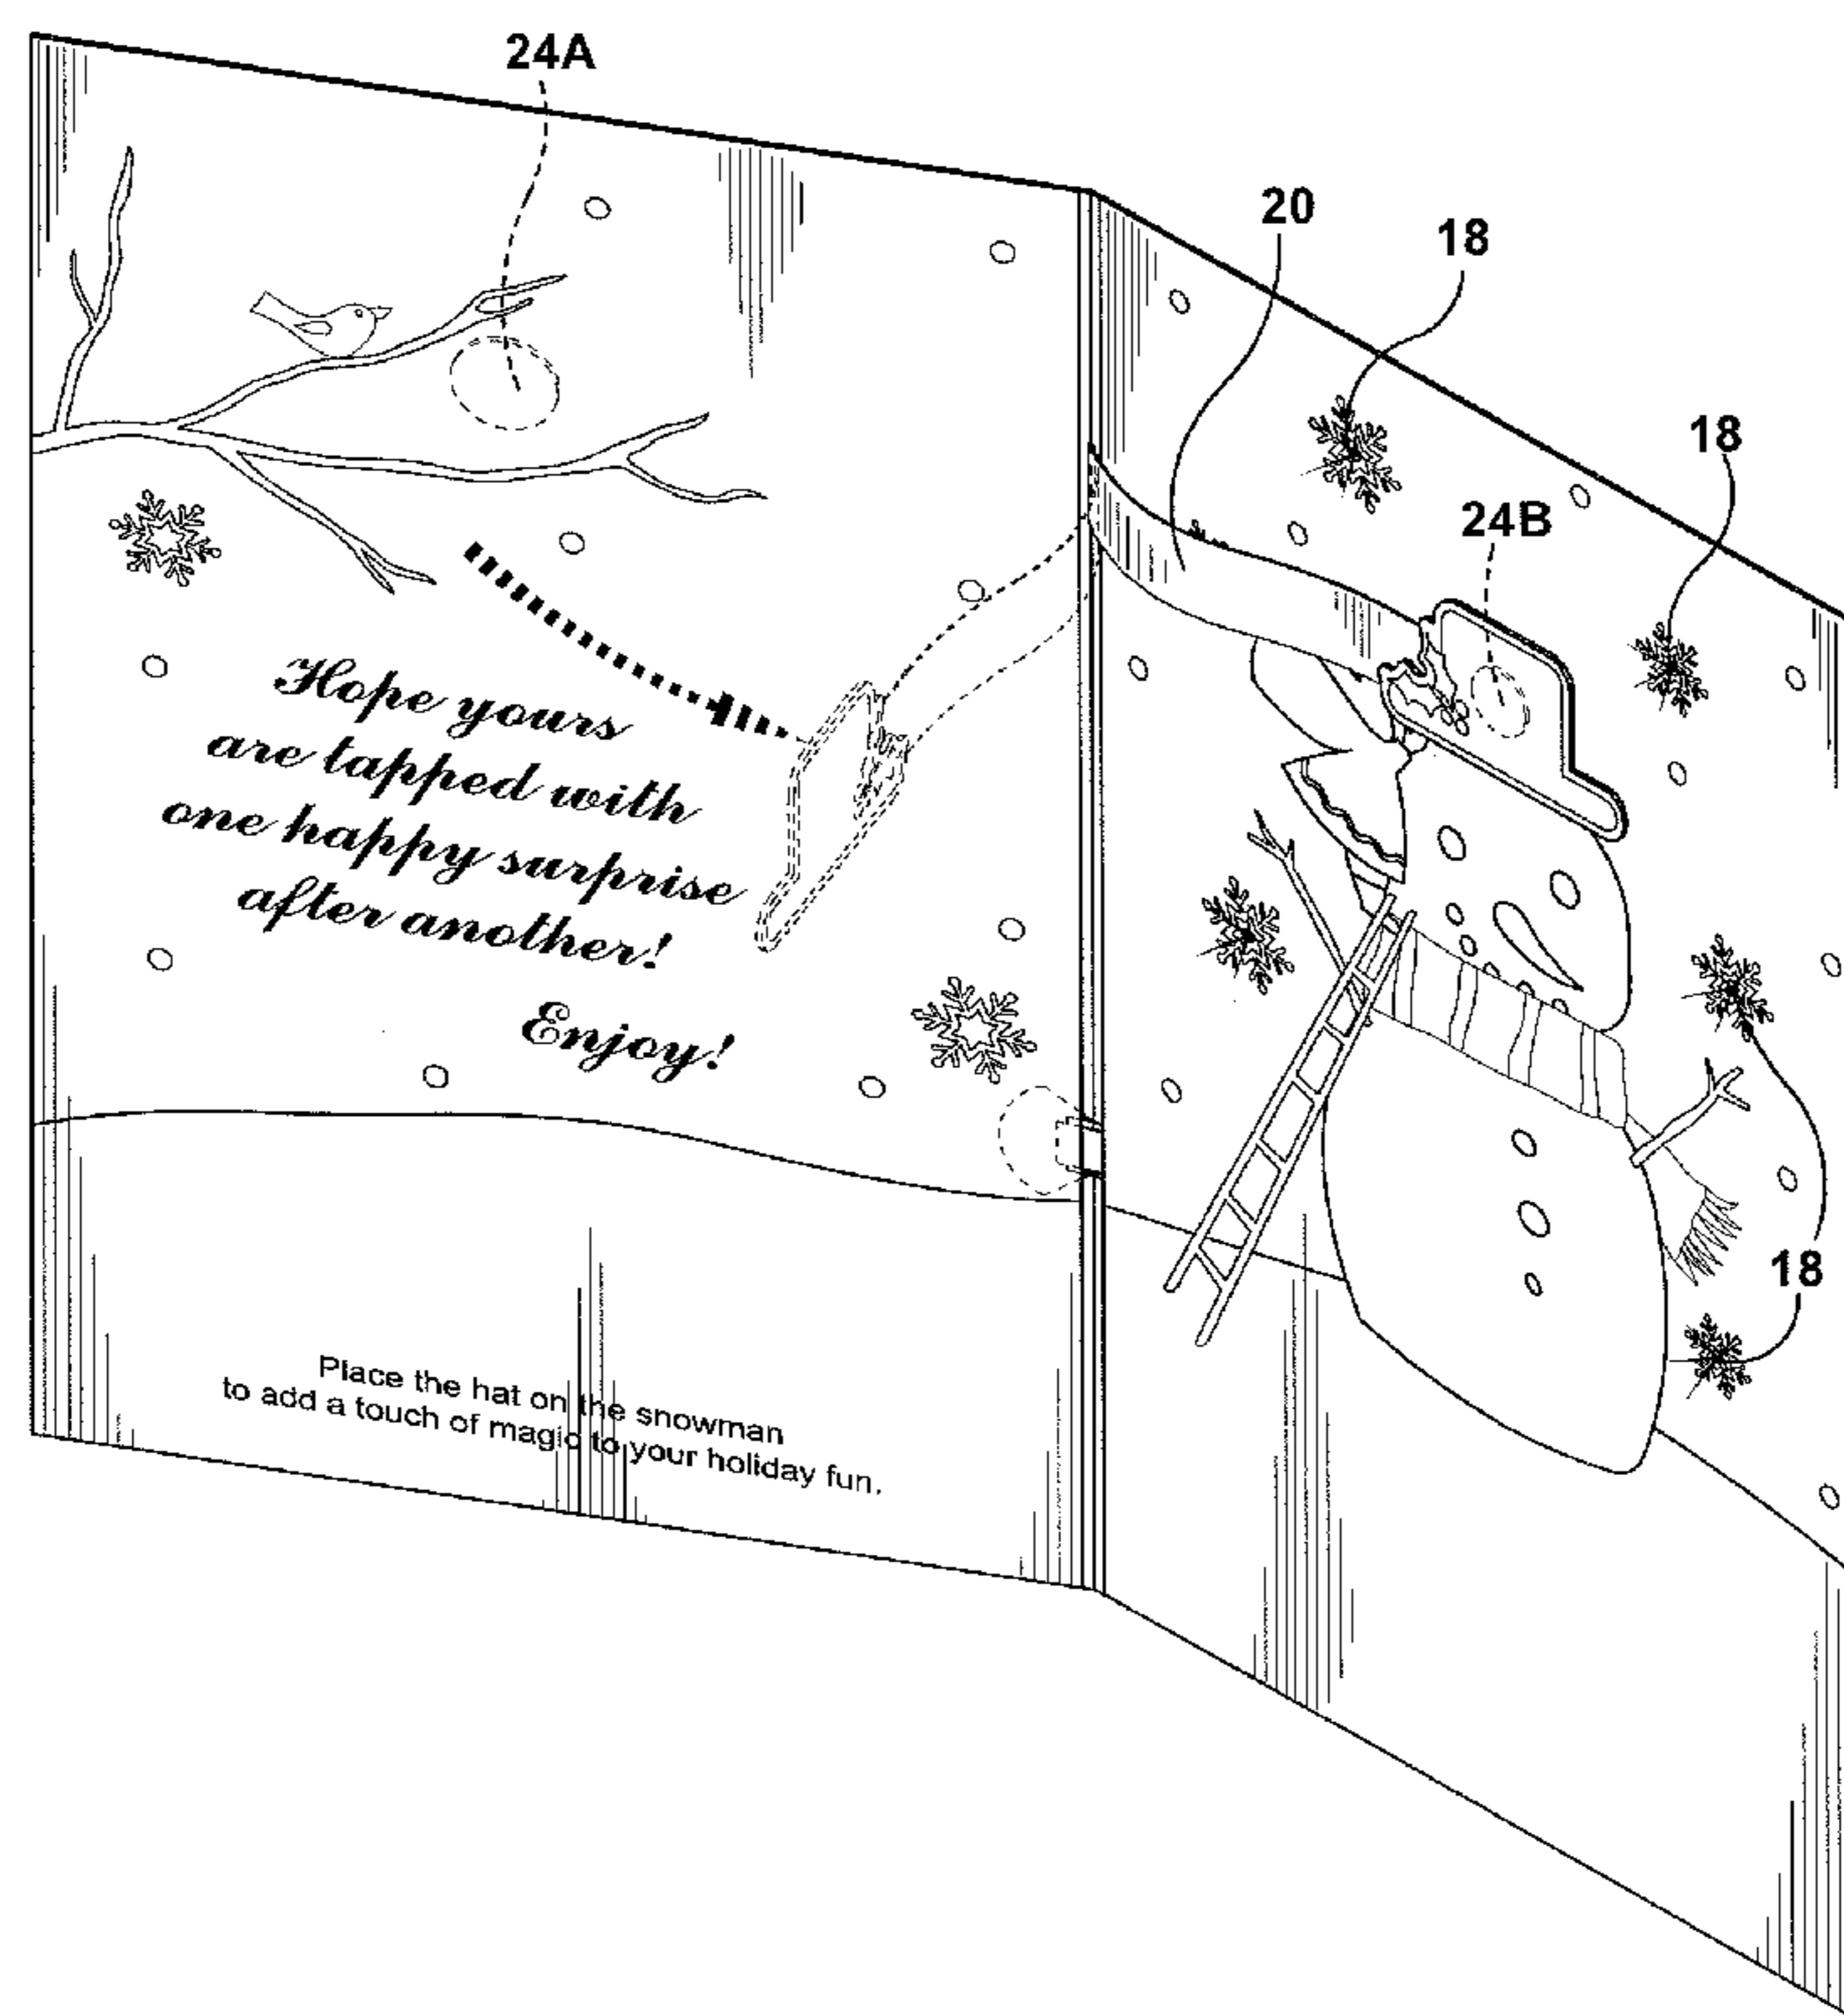 24A
20
18
18
24B
Hope yours
are tapped with
one happy surprise
after another!
Enjoy!
18
Place the hat on the snowman
to add a touch of magic to your holiday fun.